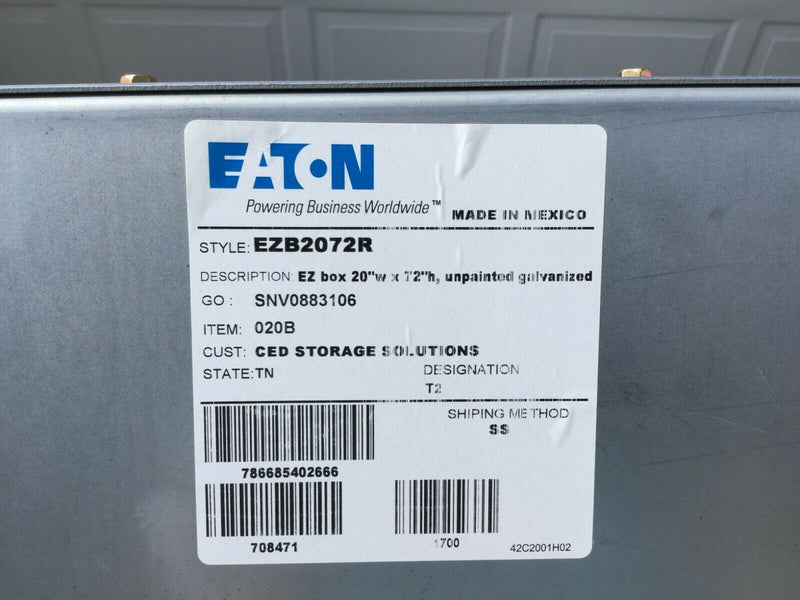 EATON
Powering Business Worldwide™
MADE IN MEXICO
STYLE: EZB2072R
DESCRIPTION: EZ box 20"w x 72"h, unpainted galvanized
GO : SNV0883106
ITEM: 020B
CUST: CED STORAGE SOLUTIONS
STATE: TN
DESIGNATION
T2
SHIPING METHOD
SS
786685402666
708471
1700
42C2001H02